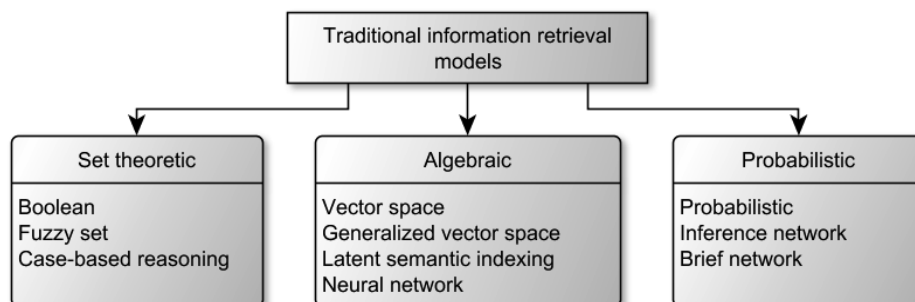 Traditional information retrieval
models
Set theoretic
Boolean
Fuzzy set
Case-based reasoning
Algebraic
Vector space
Generalized vector space
Latent semantic indexing
Neural network
Probabilistic
Probabilistic
Inference network
Brief network